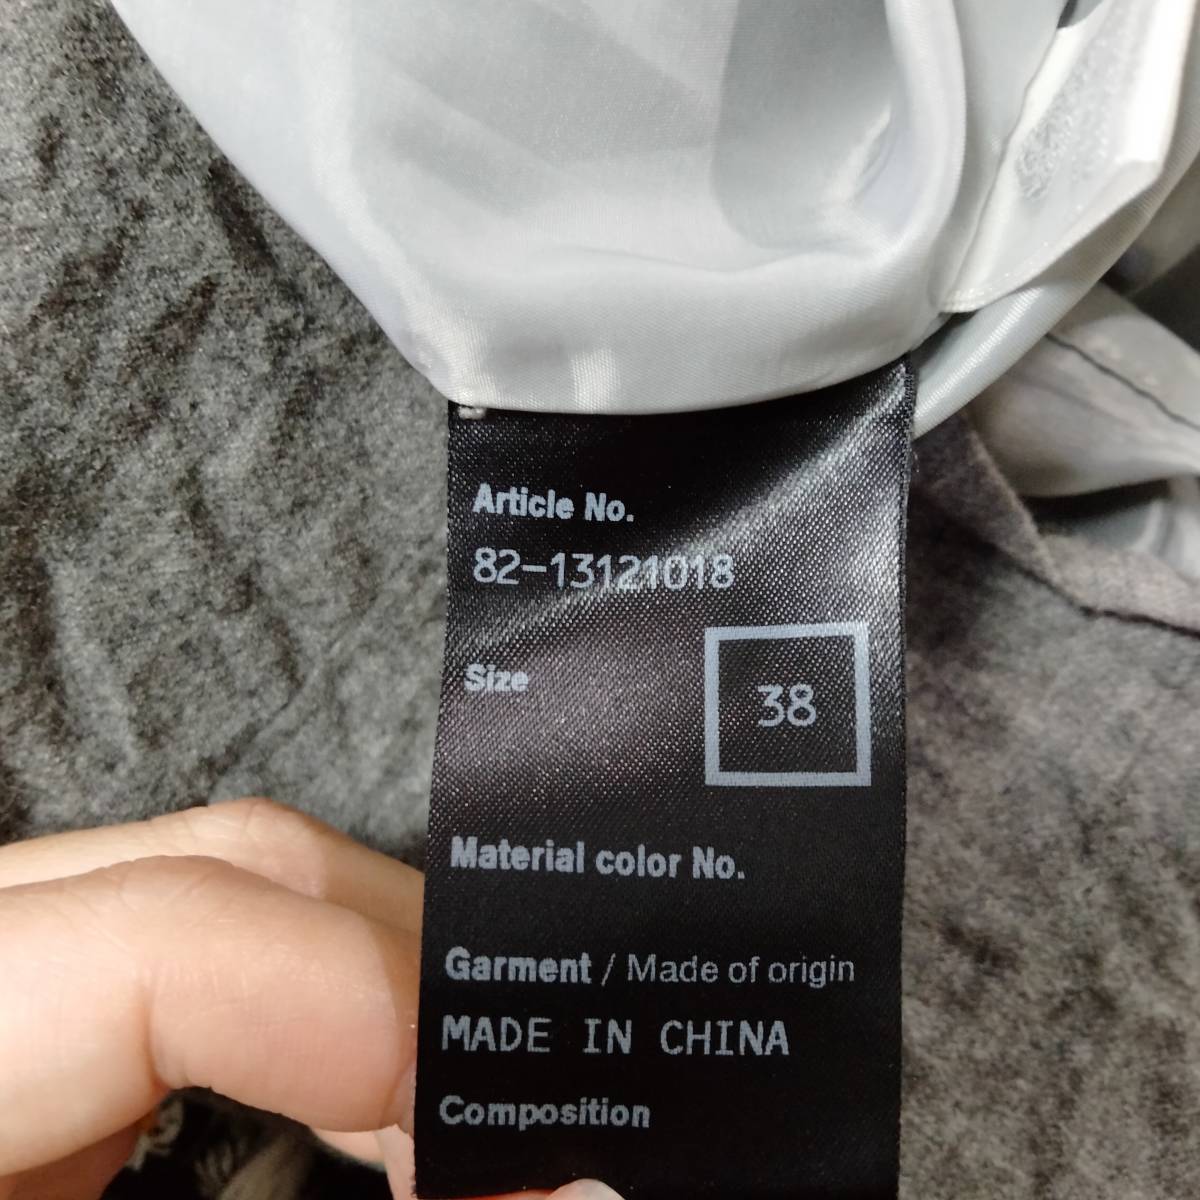 Article No.
82-13121018
Size
38
Material color No.
Garment / Made of origin
MADE IN CHINA
Composition